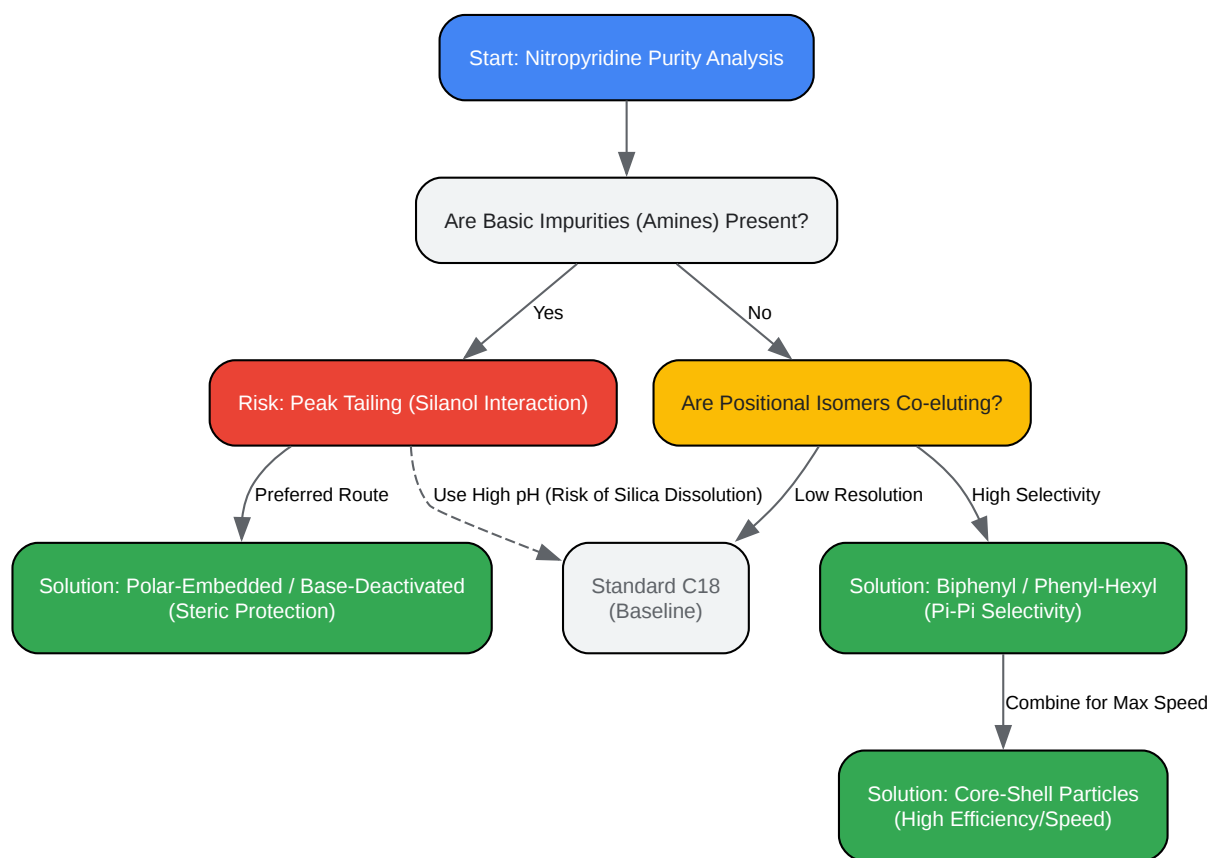 Start: Nitropyridine Purity Analysis
Are Basic Impurities (Amines) Present?
Yes
No
Risk: Peak Tailing (Silanol Interaction)
Are Positional Isomers Co-eluting?
Preferred Route
Use High pH (Risk of Silica Dissolution)
Low Resolution
High Selectivity
Solution: Polar-Embedded / Base-Deactivated
(Steric Protection)
Standard C18
(Baseline)
Solution: Biphenyl / Phenyl-Hexyl
(Pi-Pi Selectivity)
Combine for Max Speed
Solution: Core-Shell Particles
(High Efficiency/Speed)